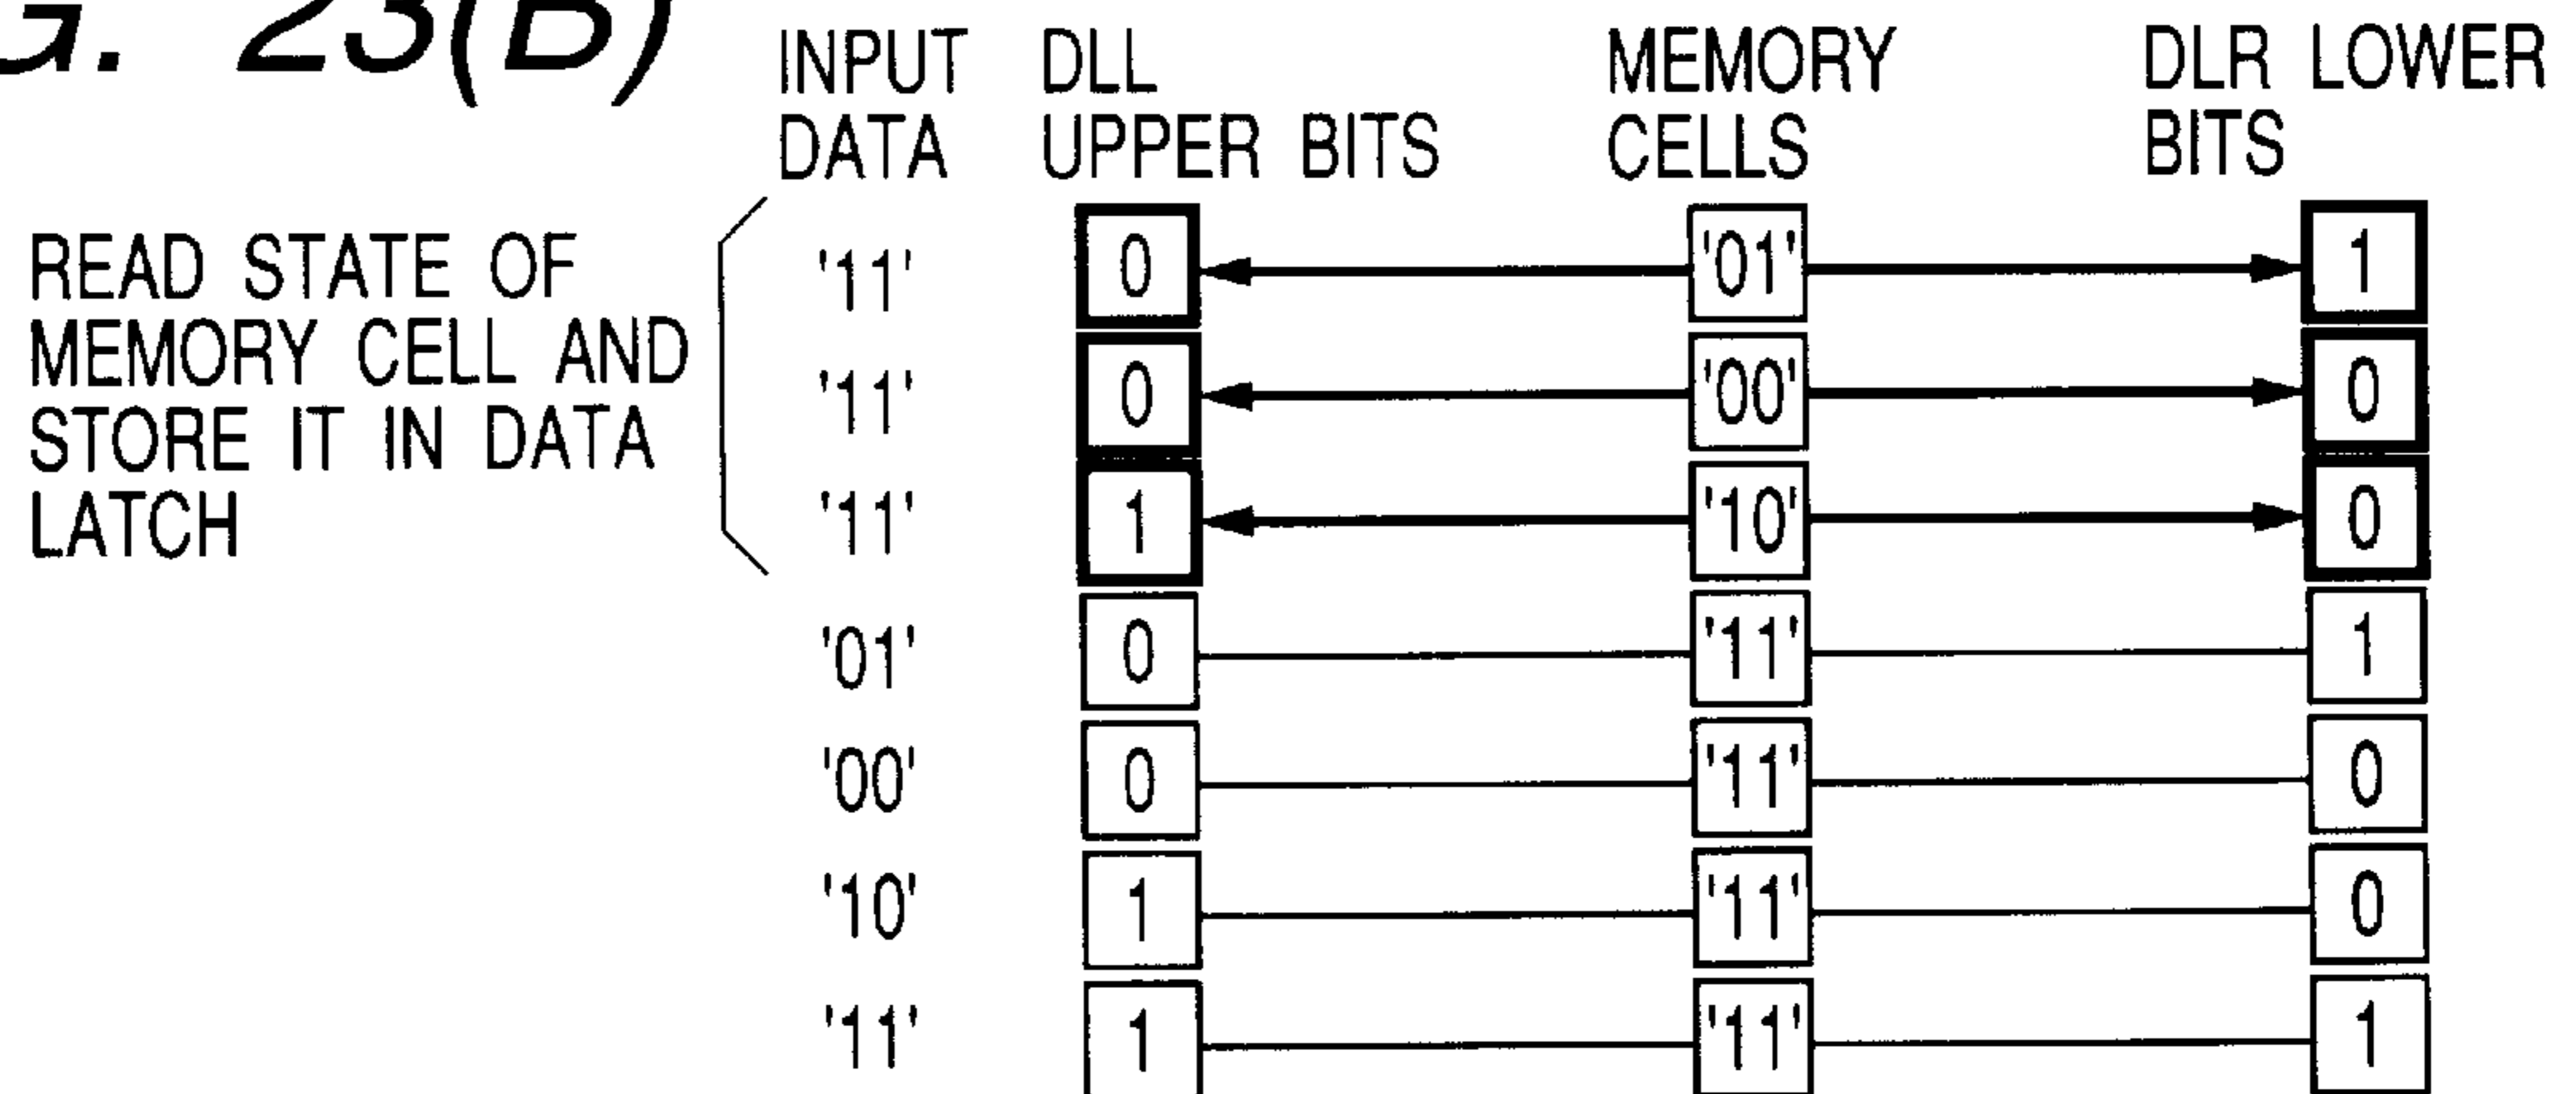 G. 23(B)
INPUT DATA
DLL UPPER BITS
MEMORY CELLS
DLR LOWER BITS
READ STATE OF
MEMORY CELL AND
STORE IT IN DATA
LATCH
'11' 0 '01' 1
'11' 0 '00' 0
'11' 1 '10' 0
'01' 0 '11' 1
'00' 0 '11' 0
'10' 1 '11' 0
'11' 1 '11' 1